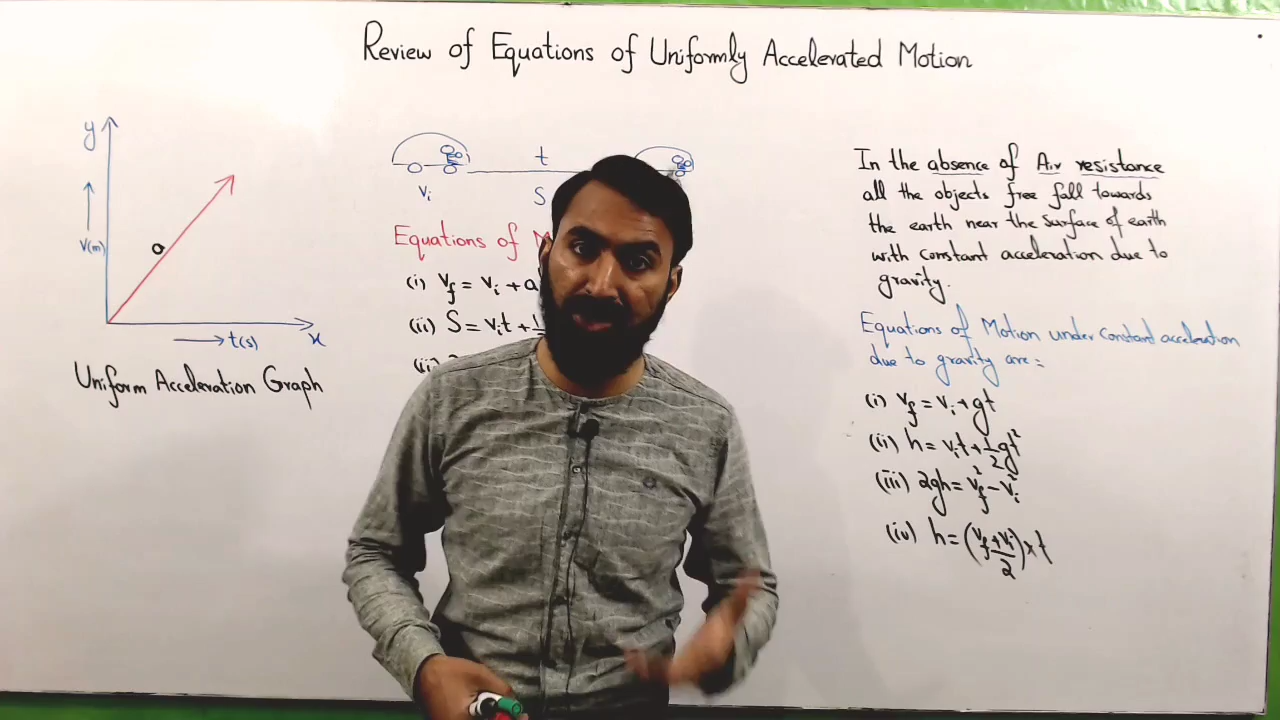 Review of Equations of Uniformly Accelerated Motion
y
V(m)
a
t(s)
x
Uniform Acceleration Graph
t
Vi
S
Equations of
(i) Vf = Vi + a
(ii) S = Vit + 1
In the absence of Air resistance
all the objects free fall towards
the earth near the surface of earth
with constant acceleration due to
gravity.
Equations of Motion under constant acceleration
due to gravity are:
(i) Vf = Vi + gt
(ii) h = Vit + 1/2 gt²
(iii) 2gh = Vf² - Vi²
(iv) h = (Vf + Vi / 2) × t